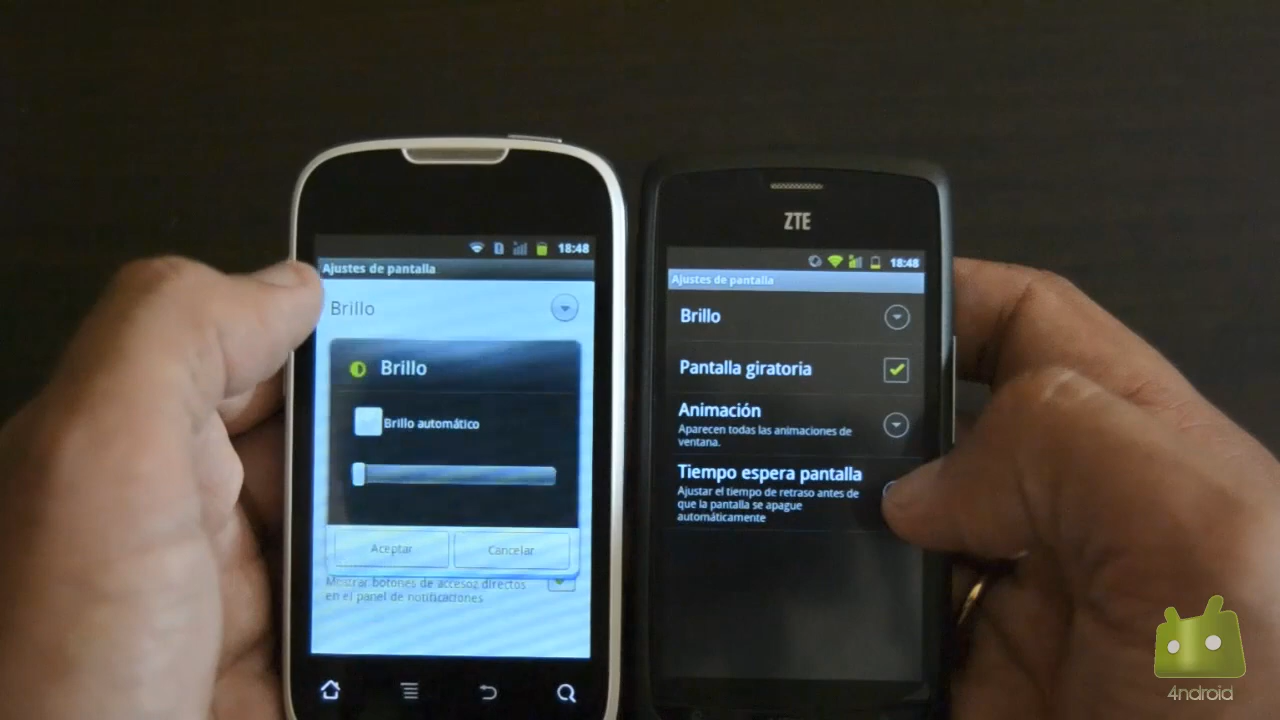 18:48
Ajustes de pantalla
Brillo
Brillo
Brillo automático
Aceptar
Cancelar
Mostrar botones de accesos directos
en el panel de notificaciones
ZTE
18:48
Ajustes de pantalla
Brillo
Pantalla giratoria
Animación
Aparecen todas las animaciones de
ventana.
Tiempo espera pantalla
Ajustar el tiempo de retraso antes de
que la pantalla se apague
automáticamente
4ndroid